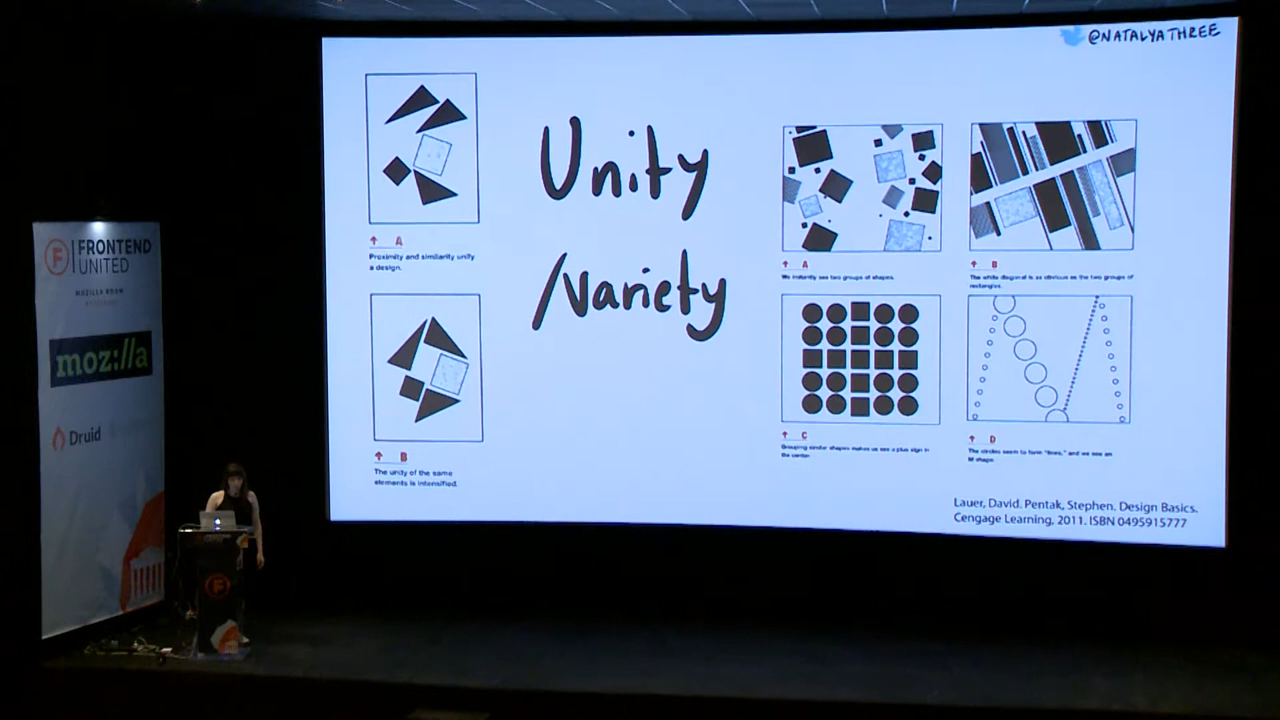 @NATALYATHREE
Unity
/Variety
↑ A
Proximity and similarity unify
a design.
↑ B
The unity of the same
elements is intensified.
↑ A
We instantly see two groups of shapes.
↑ B
The white diagonal is as obvious as the two groups of
rectangles.
↑ C
Grouping similar shapes makes us see a plus sign in
the center.
↑ D
The circles seem to form "lines," and we see an
M shape.
Lauer, David. Pentak, Stephen. Design Basics.
Cengage Learning, 2011. ISBN 0495915777
F FRONTEND
UNITED
MOZILLA ROOM
moz://a
Druid
F